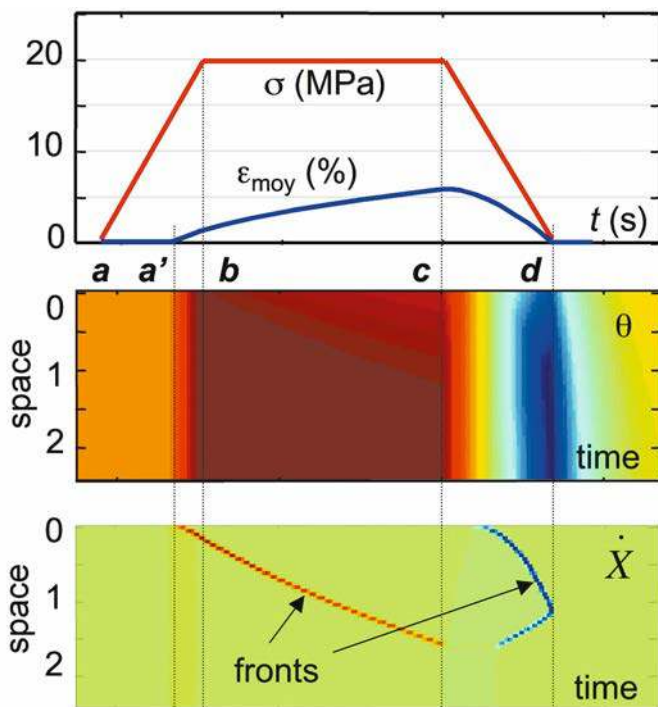 20
σ (MPa)
10
ε_moy (%)
0
t (s)
a a' b c d
0
θ
space
1
2
time
0
Ẋ
space
1
fronts
2
time